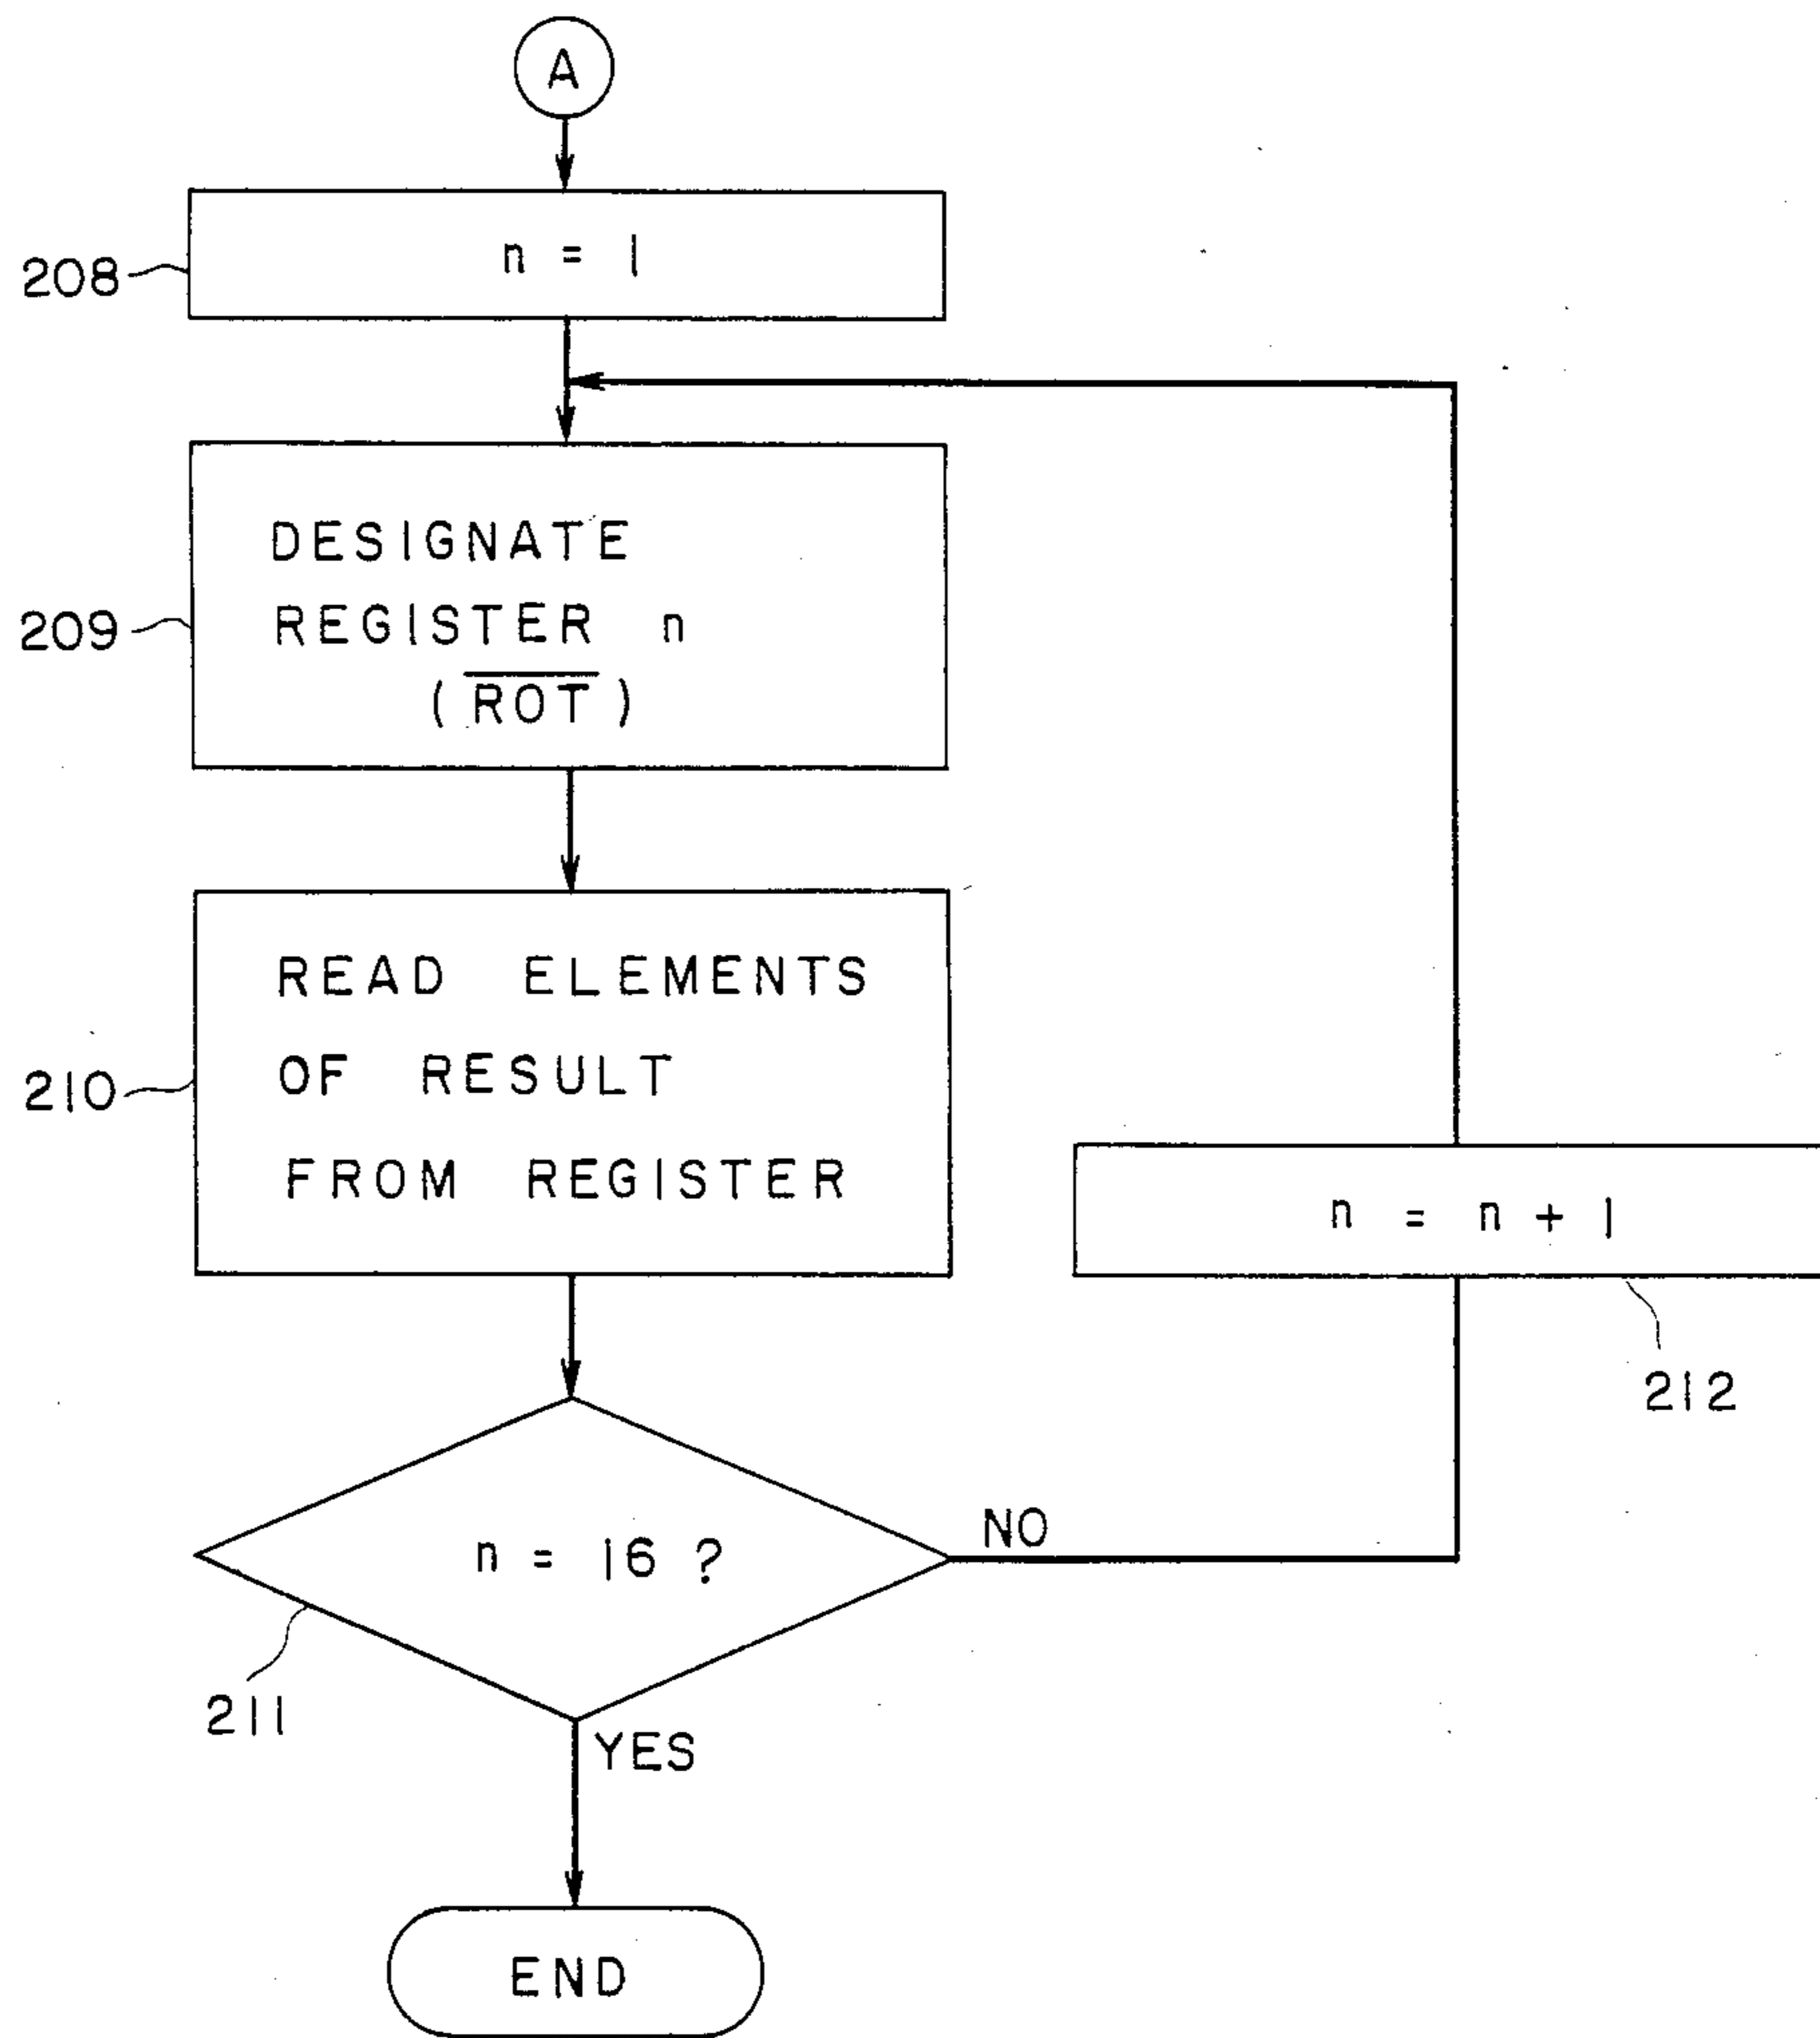 A
n = 1
208
DESIGNATE
REGISTER n
(R̅O̅T̅)
209
READ ELEMENTS
OF RESULT
FROM REGISTER
210
n = n + 1
212
n = 16 ?
NO
211
YES
END